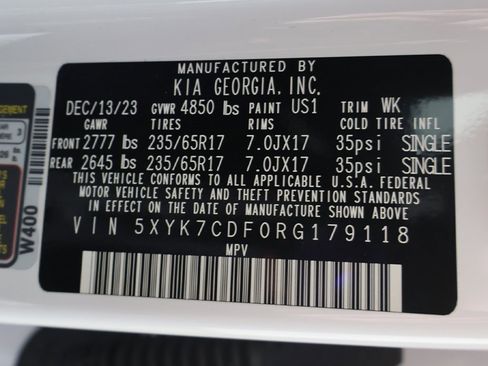 MANUFACTURED BY
KIA GEORGIA, INC.
DEC/13/23 GVWR 4850 lbs PAINT US1 TRIM WK
GAWR TIRES RIMS COLD TIRE INFL
FRONT 2777 lbs 235/65R17 7.0JX17 35psi SINGLE
REAR 2645 lbs 235/65R17 7.0JX17 35psi SINGLE
THIS VEHICLE CONFORMS TO ALL APPLICABLE U.S.A. FEDERAL
MOTOR VEHICLE SAFETY AND THEFT PREVENTION STANDARDS
IN EFFECT ON THE DATE OF MANUFACTURE SHOWN ABOVE
VIN 5XYK7CDF0RG179118
MPV
W400